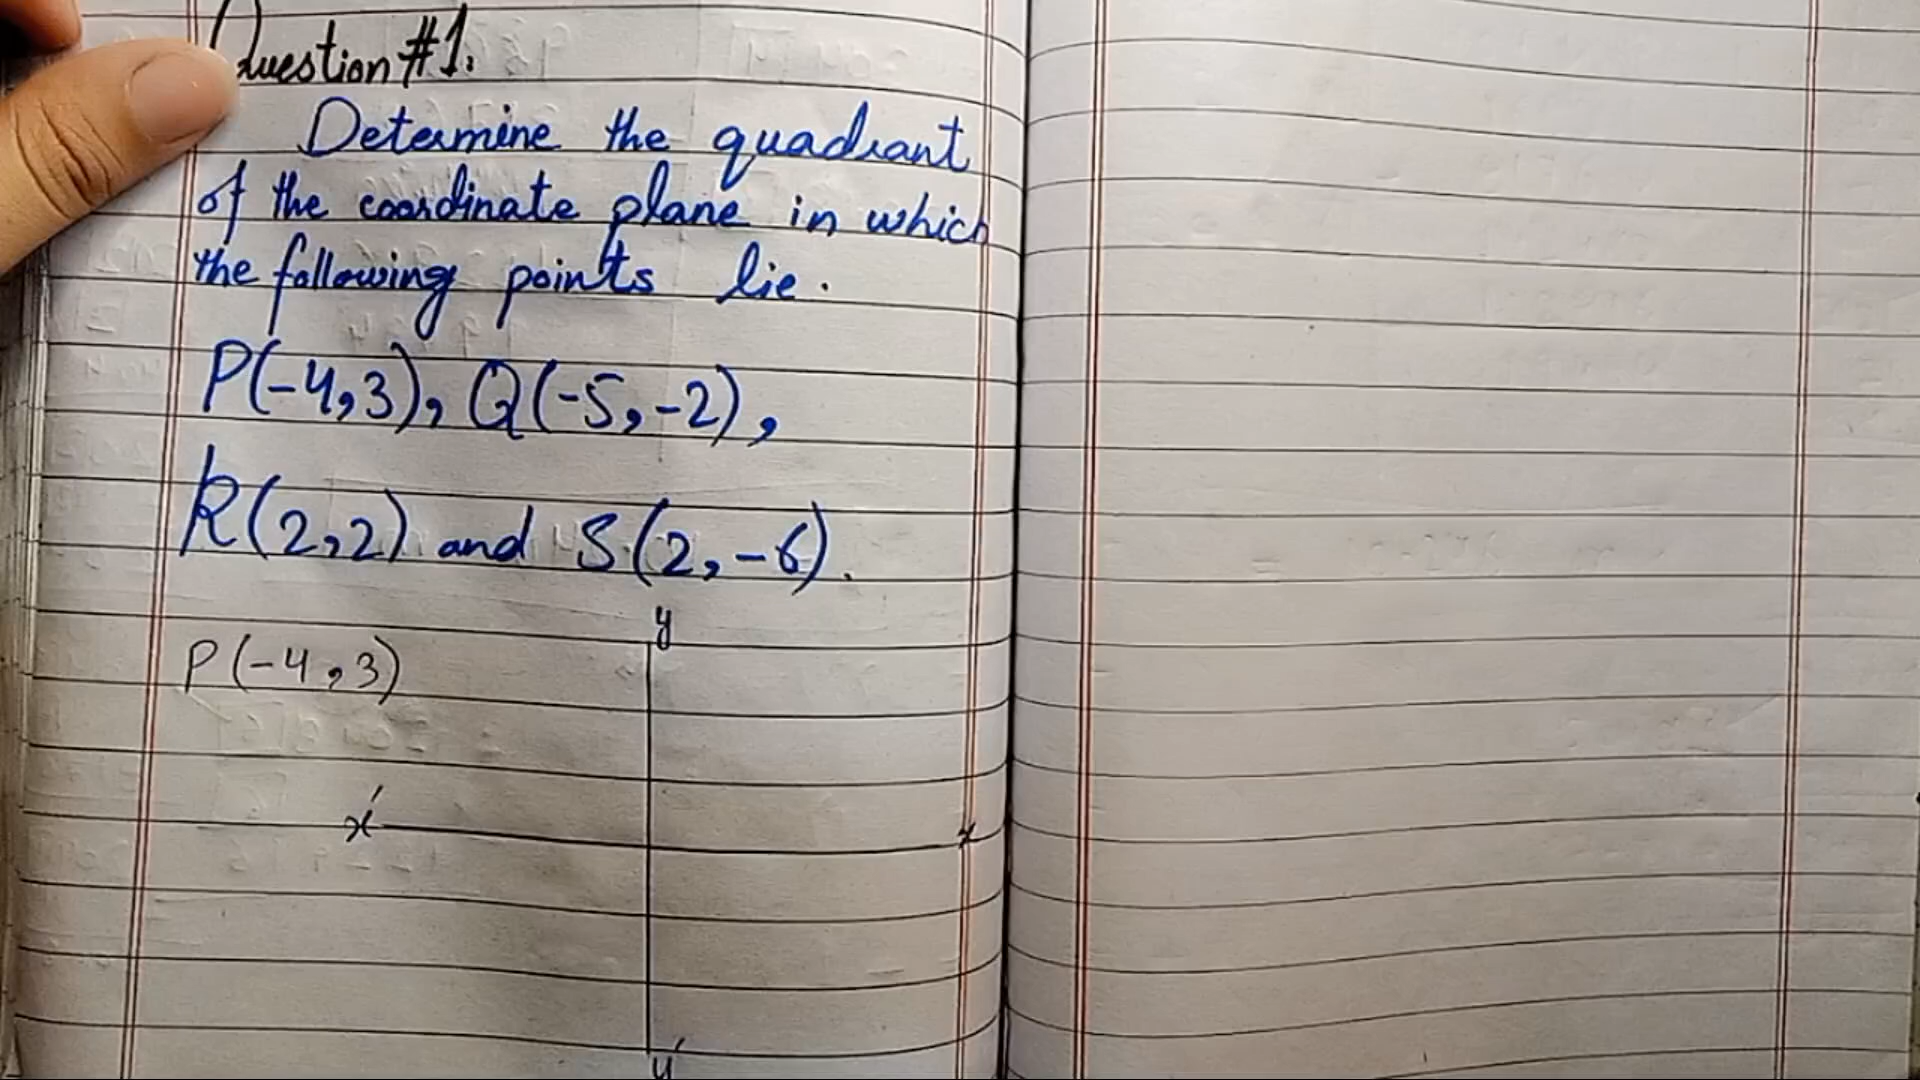 Question #1.
Determine the quadrant
of the coordinate plane in which
the following points lie.
P(-4,3), Q(-5,-2),
R(2,2) and S(2,-6).
y
P(-4,3)
x'
x
y'